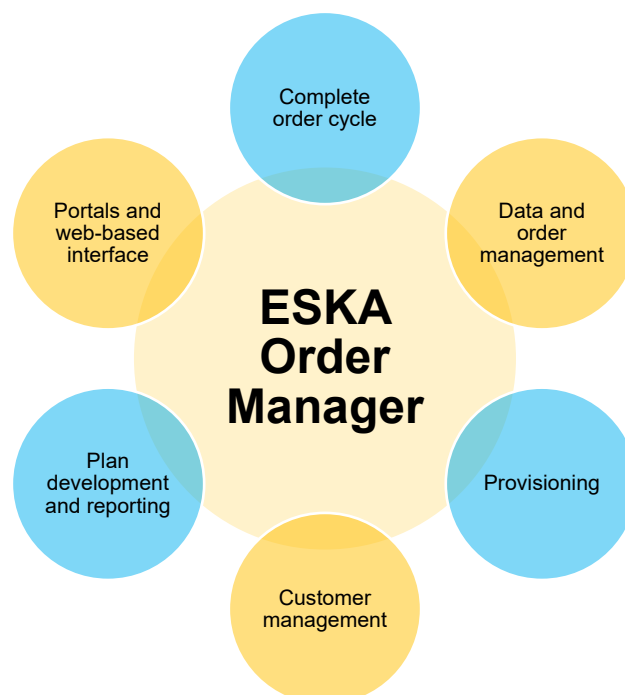 Complete
order cycle
Portals and
web-based
interface
Data and
order
management
ESKA
Order
Manager
Plan
development
and reporting
Provisioning
Customer
management